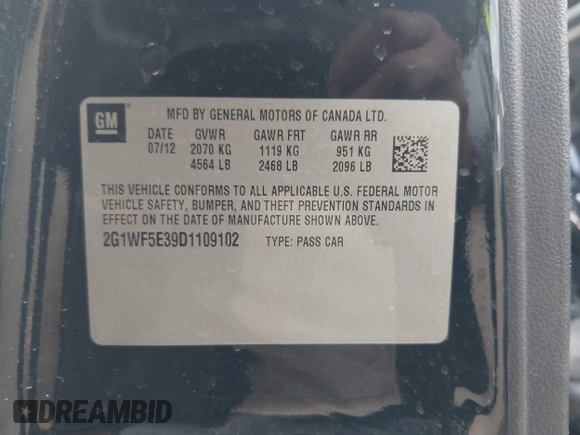 GM
MFD BY GENERAL MOTORS OF CANADA LTD.
DATE GVWR GAWR FRT GAWR RR
07/12 2070 KG 1119 KG 951 KG
4564 LB 2468 LB 2096 LB
THIS VEHICLE CONFORMS TO ALL APPLICABLE U.S. FEDERAL MOTOR
VEHICLE SAFETY, BUMPER, AND THEFT PREVENTION STANDARDS IN
EFFECT ON THE DATE OF MANUFACTURE SHOWN ABOVE.
2G1WF5E39D1109102 TYPE: PASS CAR
DREAMBID